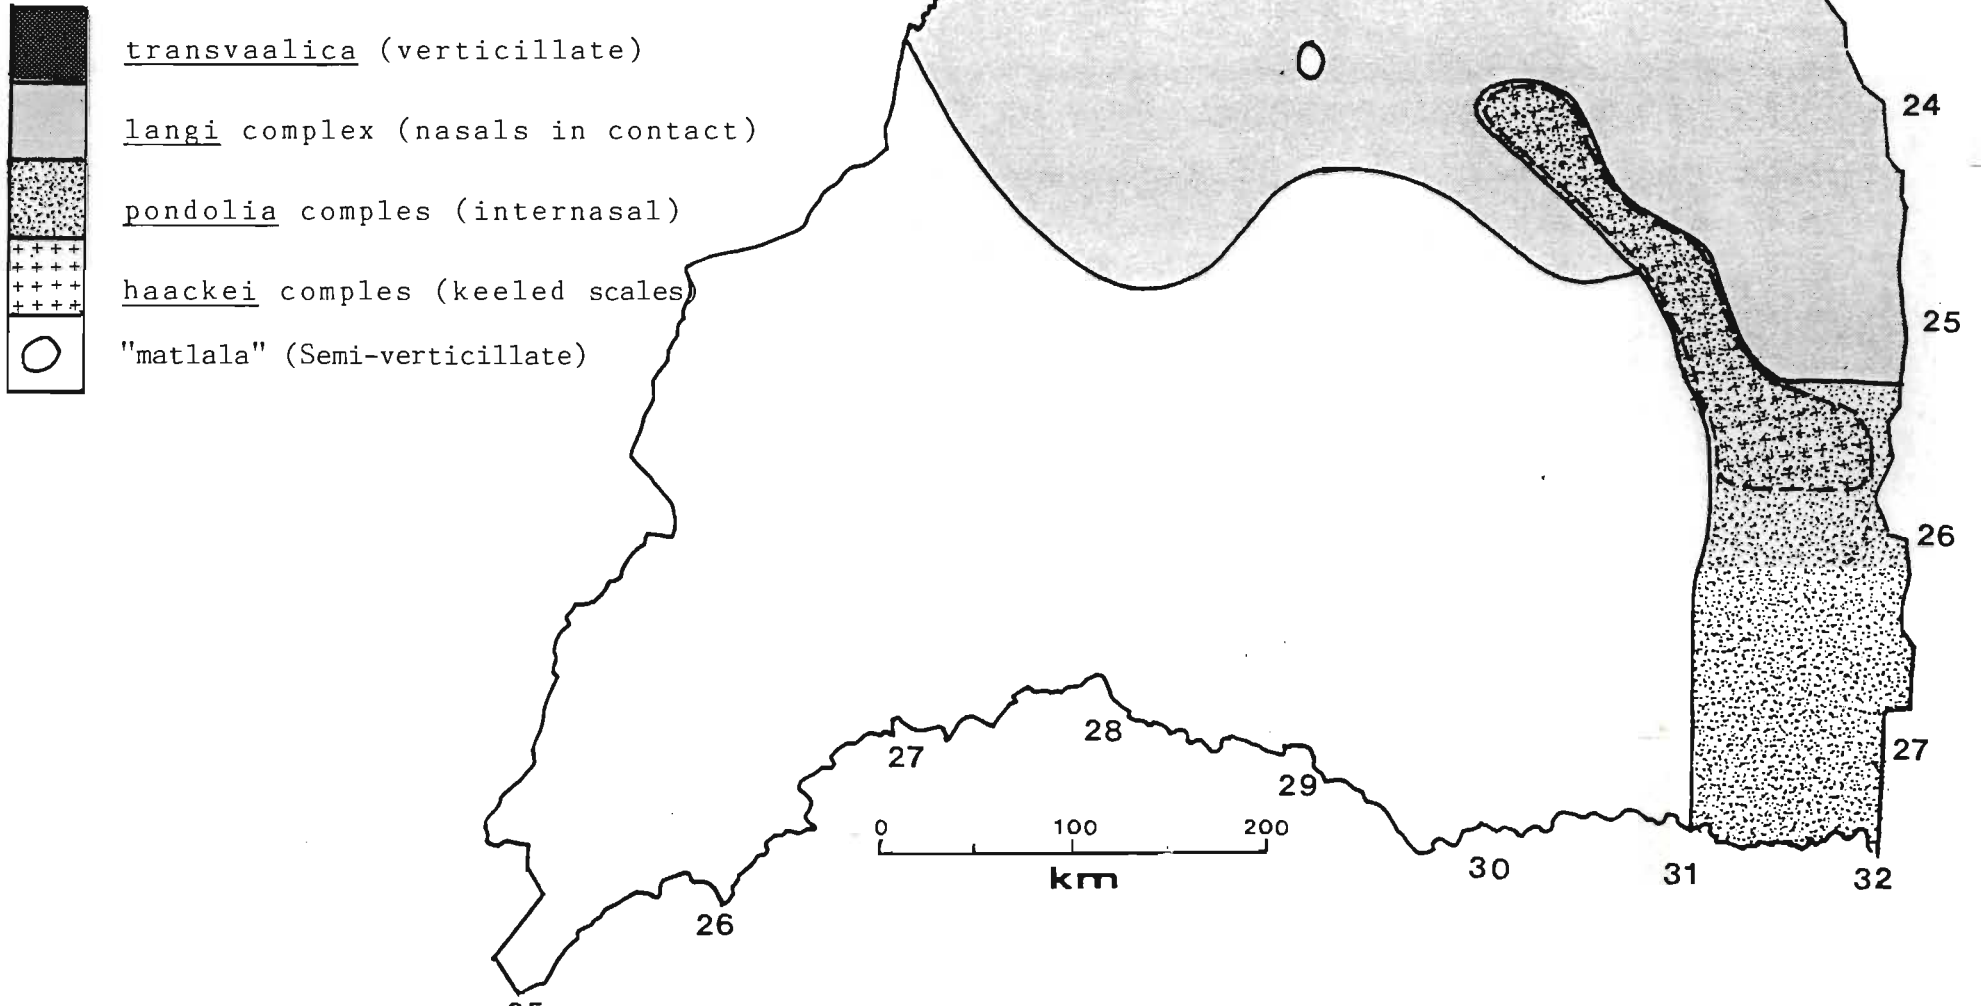 transvaalica (verticillate)
langi complex (nasals in contact)
pondolia comples (internasal)
haackei comples (keeled scales)
"matlala" (Semi-verticillate)
24
25
26
27
28
27
29
0 100 200
km
30
31
32
26